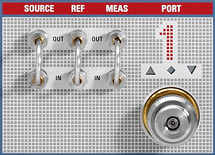 SOURCE REF MEAS PORT
OUT OUT
1
IN IN